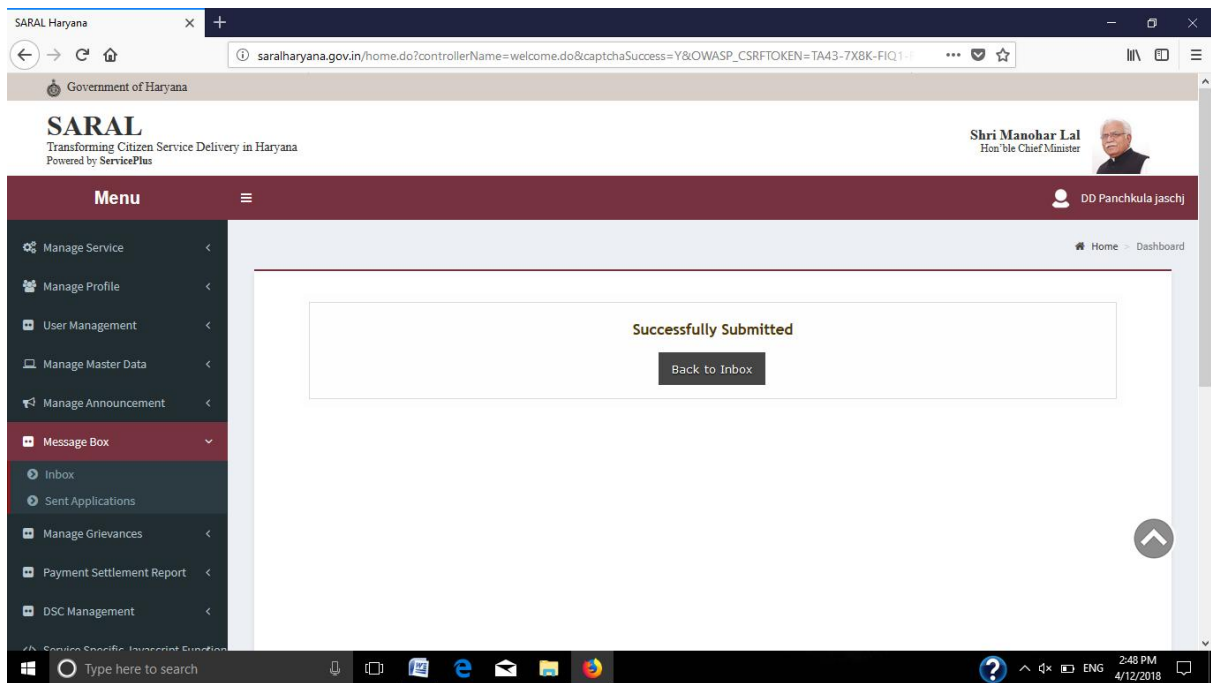 SARAL Haryana
saralharyana.gov.in/home.do?controllerName=welcome.do&captchaSuccess=Y&OWASP_CSRFTOKEN=TA43-7X8K-FIQ1-
Government of Haryana
SARAL
Transforming Citizen Service Delivery in Haryana
Powered by ServicePlus
Shri Manohar Lal
Hon'ble Chief Minister
Menu
DD Panchkula jaschj
Home > Dashboard
Manage Service
Manage Profile
User Management
Manage Master Data
Manage Announcement
Message Box
Inbox
Sent Applications
Manage Grievances
Payment Settlement Report
DSC Management
Service Specific Javascript Function
Successfully Submitted
Back to Inbox
Type here to search
ENG
2:48 PM
4/12/2018